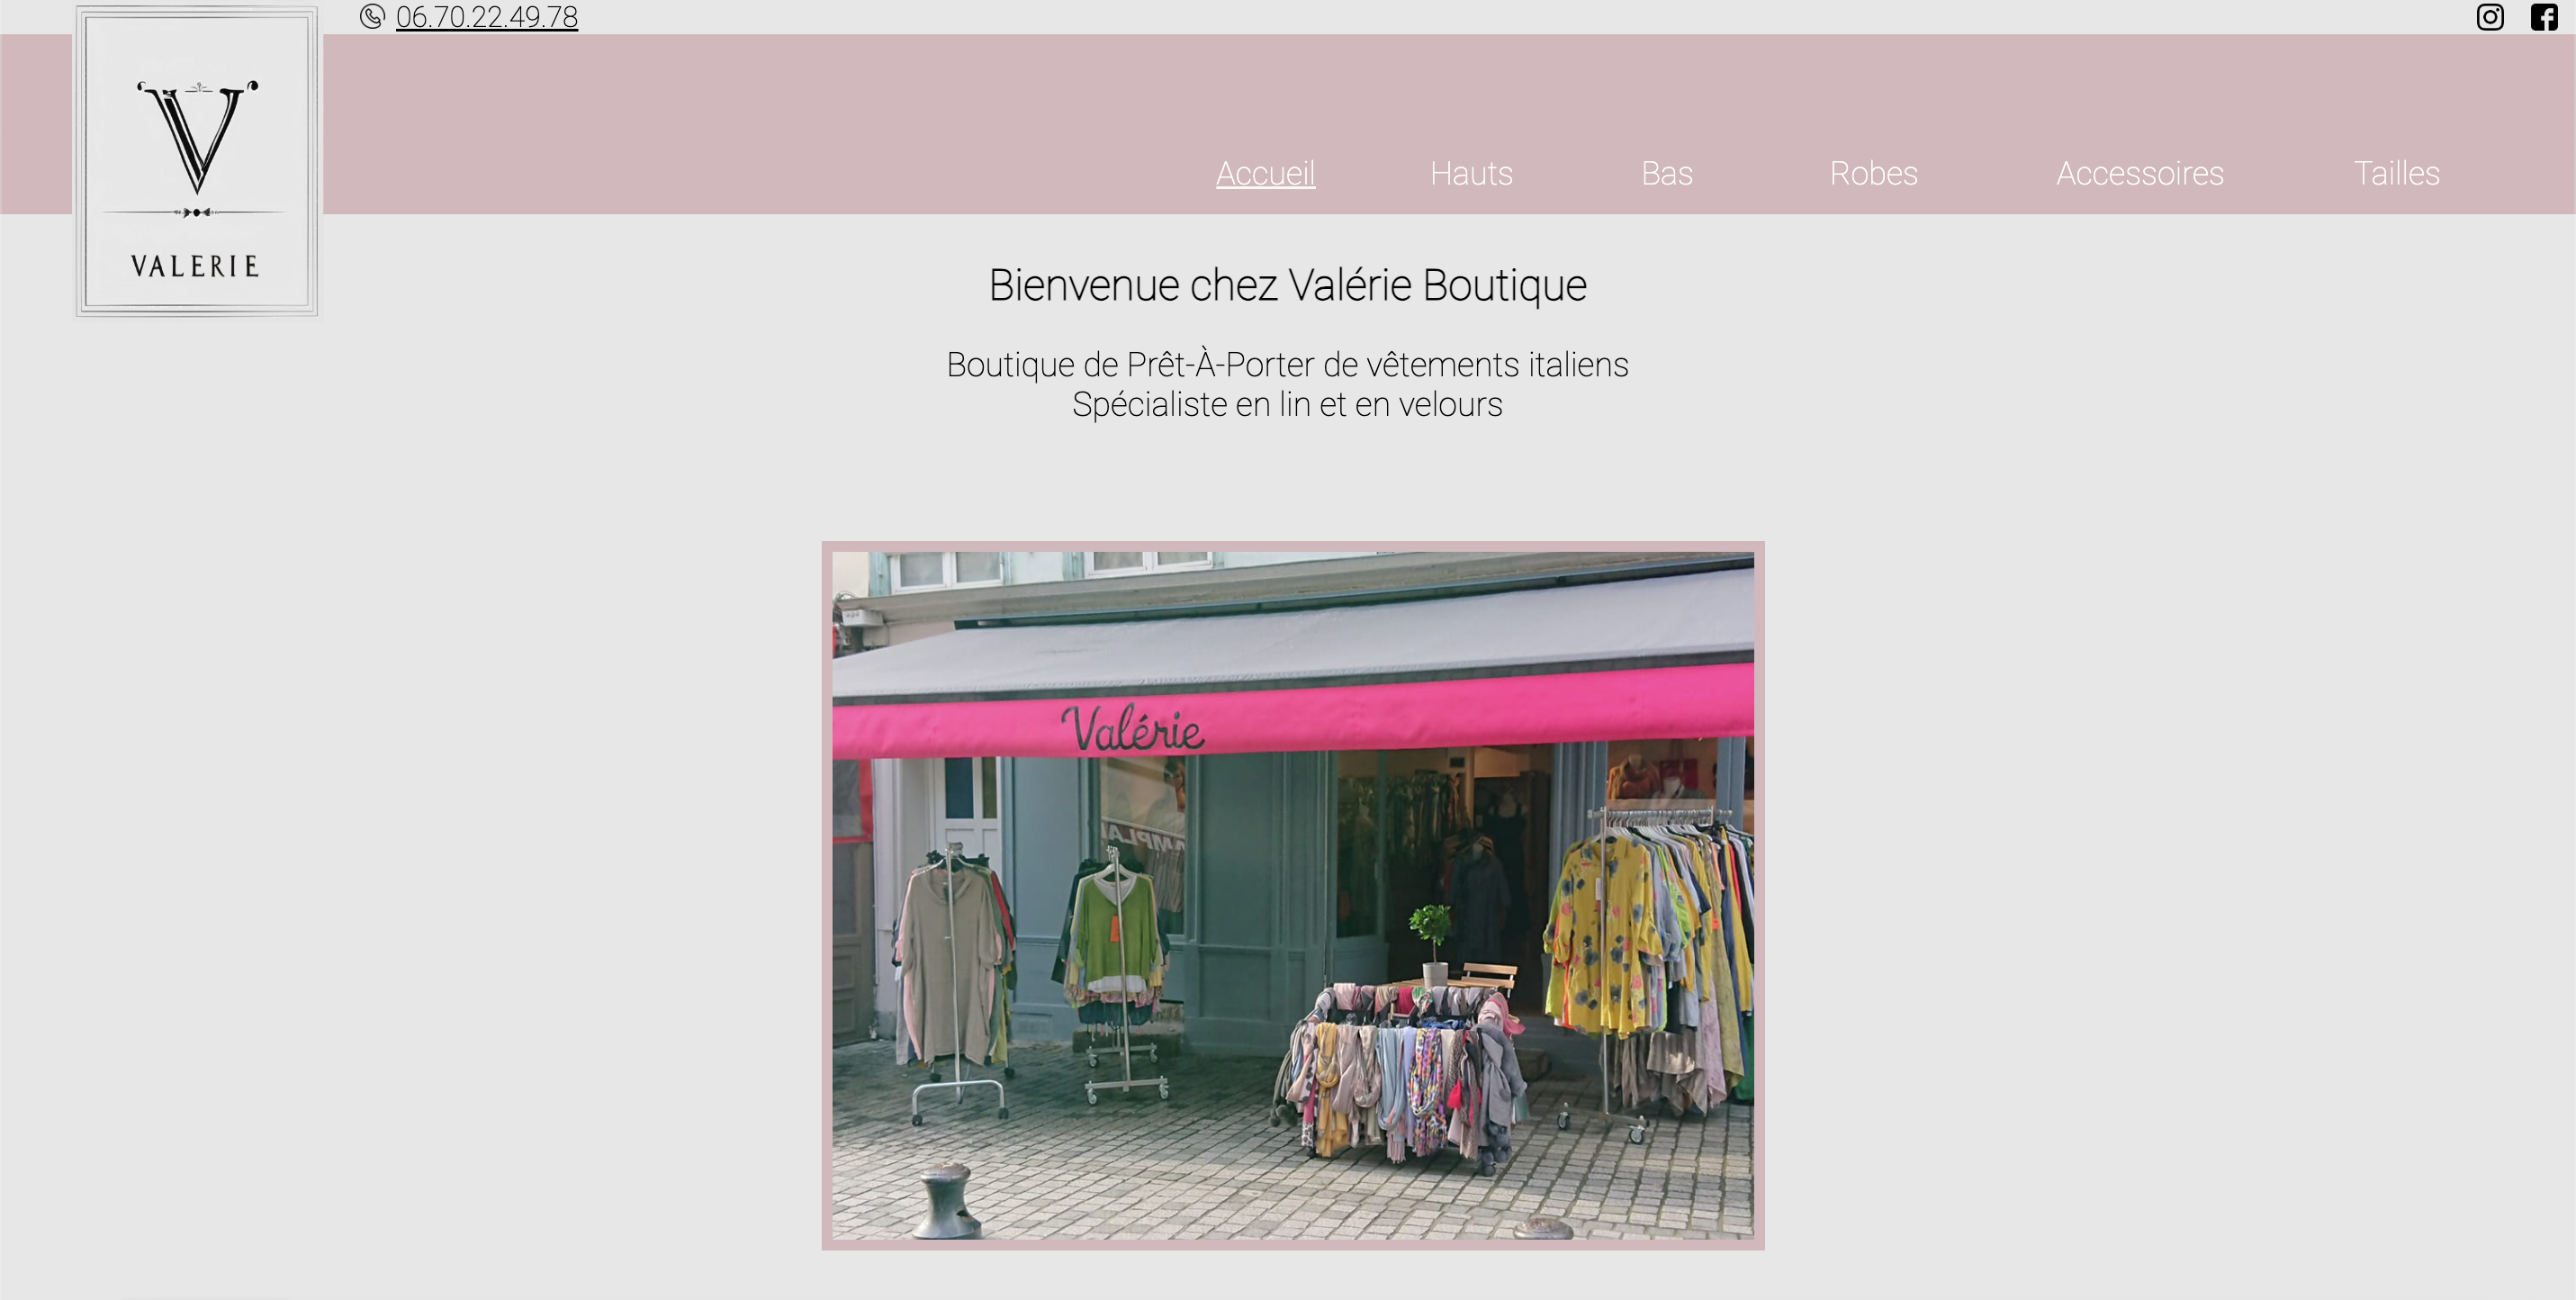 06.70.22.49.78
V
VALERIE
Accueil Hauts Bas Robes Accessoires Tailles
Bienvenue chez Valérie Boutique
Boutique de Prêt-À-Porter de vêtements italiens
Spécialiste en lin et en velours
Valérie